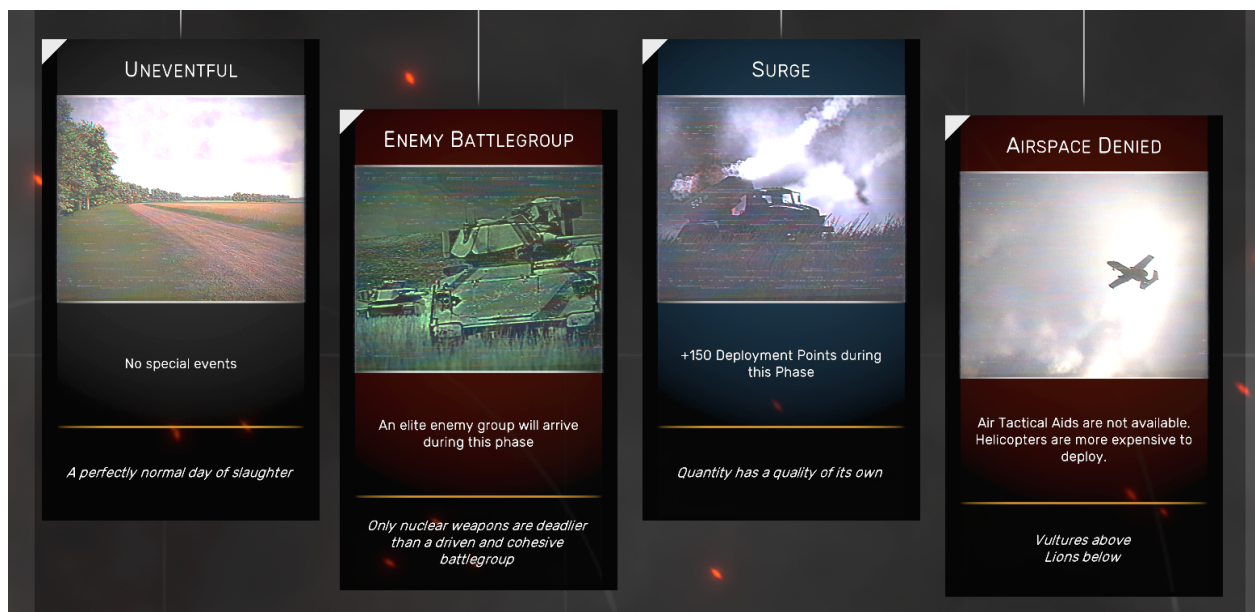 UNEVENTFUL
No special events
A perfectly normal day of slaughter
ENEMY BATTLEGROUP
An elite enemy group will arrive
during this phase
Only nuclear weapons are deadlier
than a driven and cohesive
battlegroup
SURGE
+150 Deployment Points during
this Phase
Quantity has a quality of its own
AIRSPACE DENIED
Air Tactical Aids are not available.
Helicopters are more expensive to
deploy.
Vultures above
Lions below